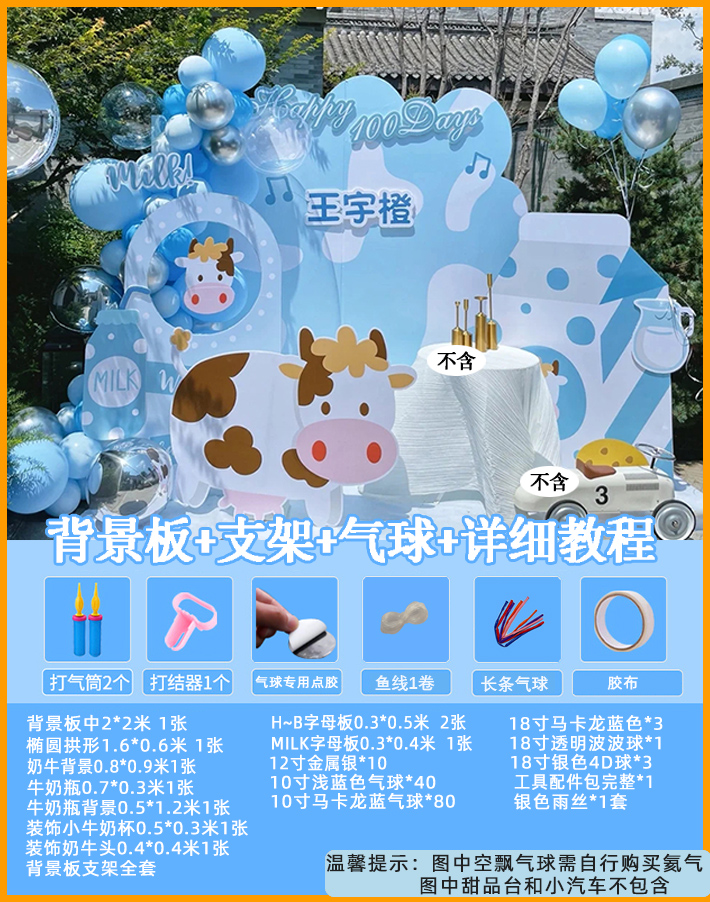 Happy
100Days
Milk!
王字橙
MILK
不含
不含
3
背景板+支架+气球+详细教程
打气筒2个
打结器1个
气球专用点胶
鱼线1卷
长条气球
胶布
背景板中2*2米 1张
椭圆拱形1.6*0.6米 1张
奶牛背景0.8*0.9米1张
牛奶瓶0.7*0.3米1张
牛奶瓶背景0.5*1.2米1张
装饰小牛奶杯0.5*0.3米1张
装饰奶牛头0.4*0.4米1张
背景板支架全套
H~B字母板0.3*0.5米 2张
MILK字母板0.3*0.4米 1张
12寸金属银*10
10寸浅蓝色气球*40
10寸马卡龙蓝气球*80
18寸马卡龙蓝色*3
18寸透明波波球*1
18寸银色4D球*3
工具配件包完整*1
银色雨丝*1套
温馨提示：图中空飘气球需自行购买氦气
图中甜品台和小汽车不包含